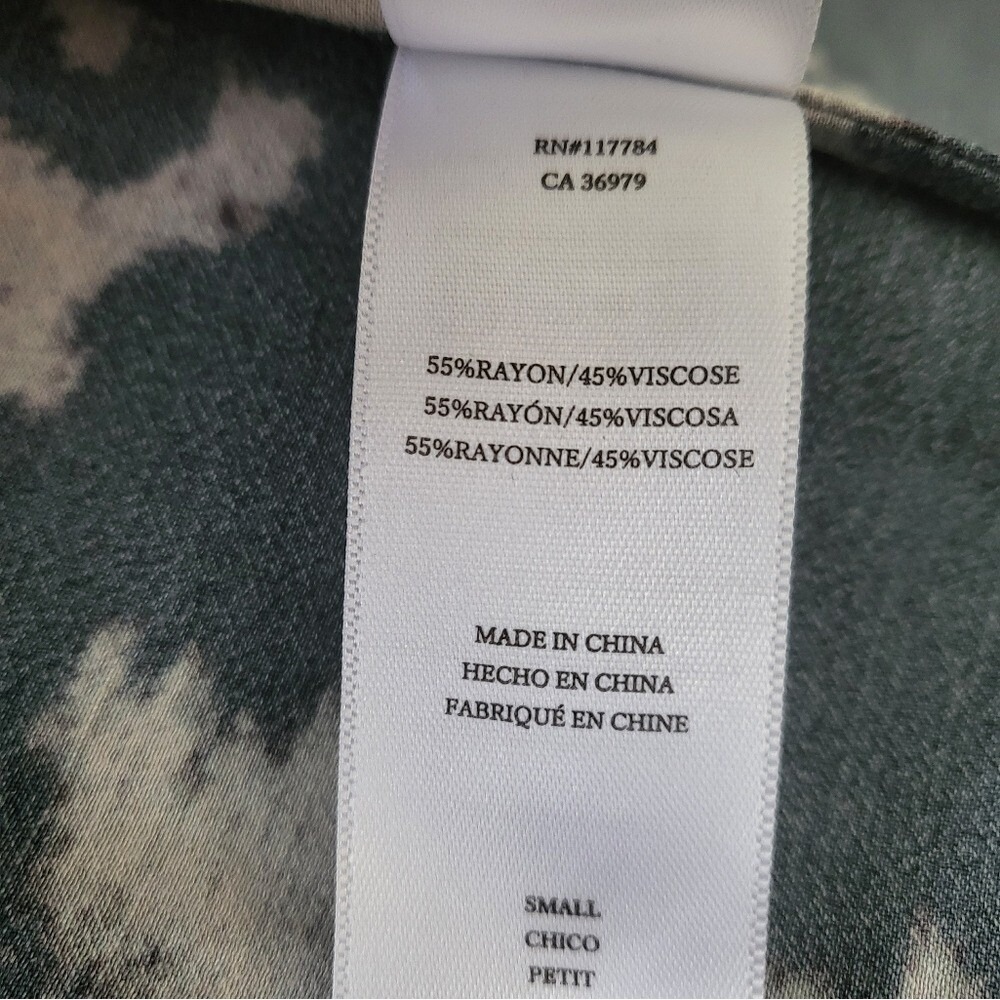 RN#117784
CA 36979
55%RAYON/45%VISCOSE
55%RAYÓN/45%VISCOSA
55%RAYONNE/45%VISCOSE
MADE IN CHINA
HECHO EN CHINA
FABRIQUÉ EN CHINE
SMALL
CHICO
PETIT